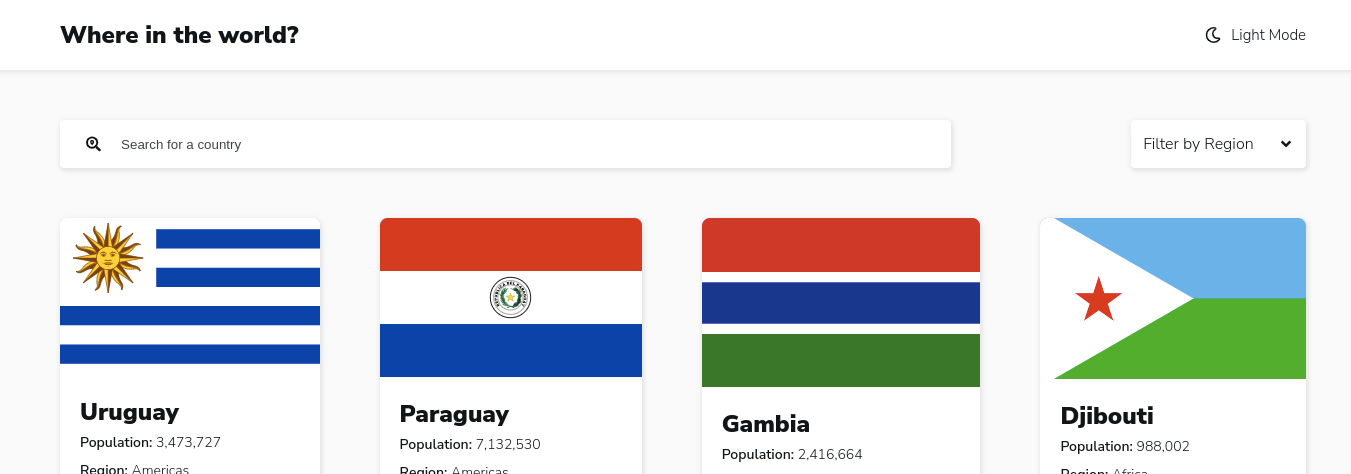 Where in the world?
Light Mode
Search for a country
Filter by Region
Uruguay
Population: 3,473,727
Region: Americas
Paraguay
Population: 7,132,530
Region: Americas
Gambia
Population: 2,416,664
Djibouti
Population: 988,002
Region: Africa